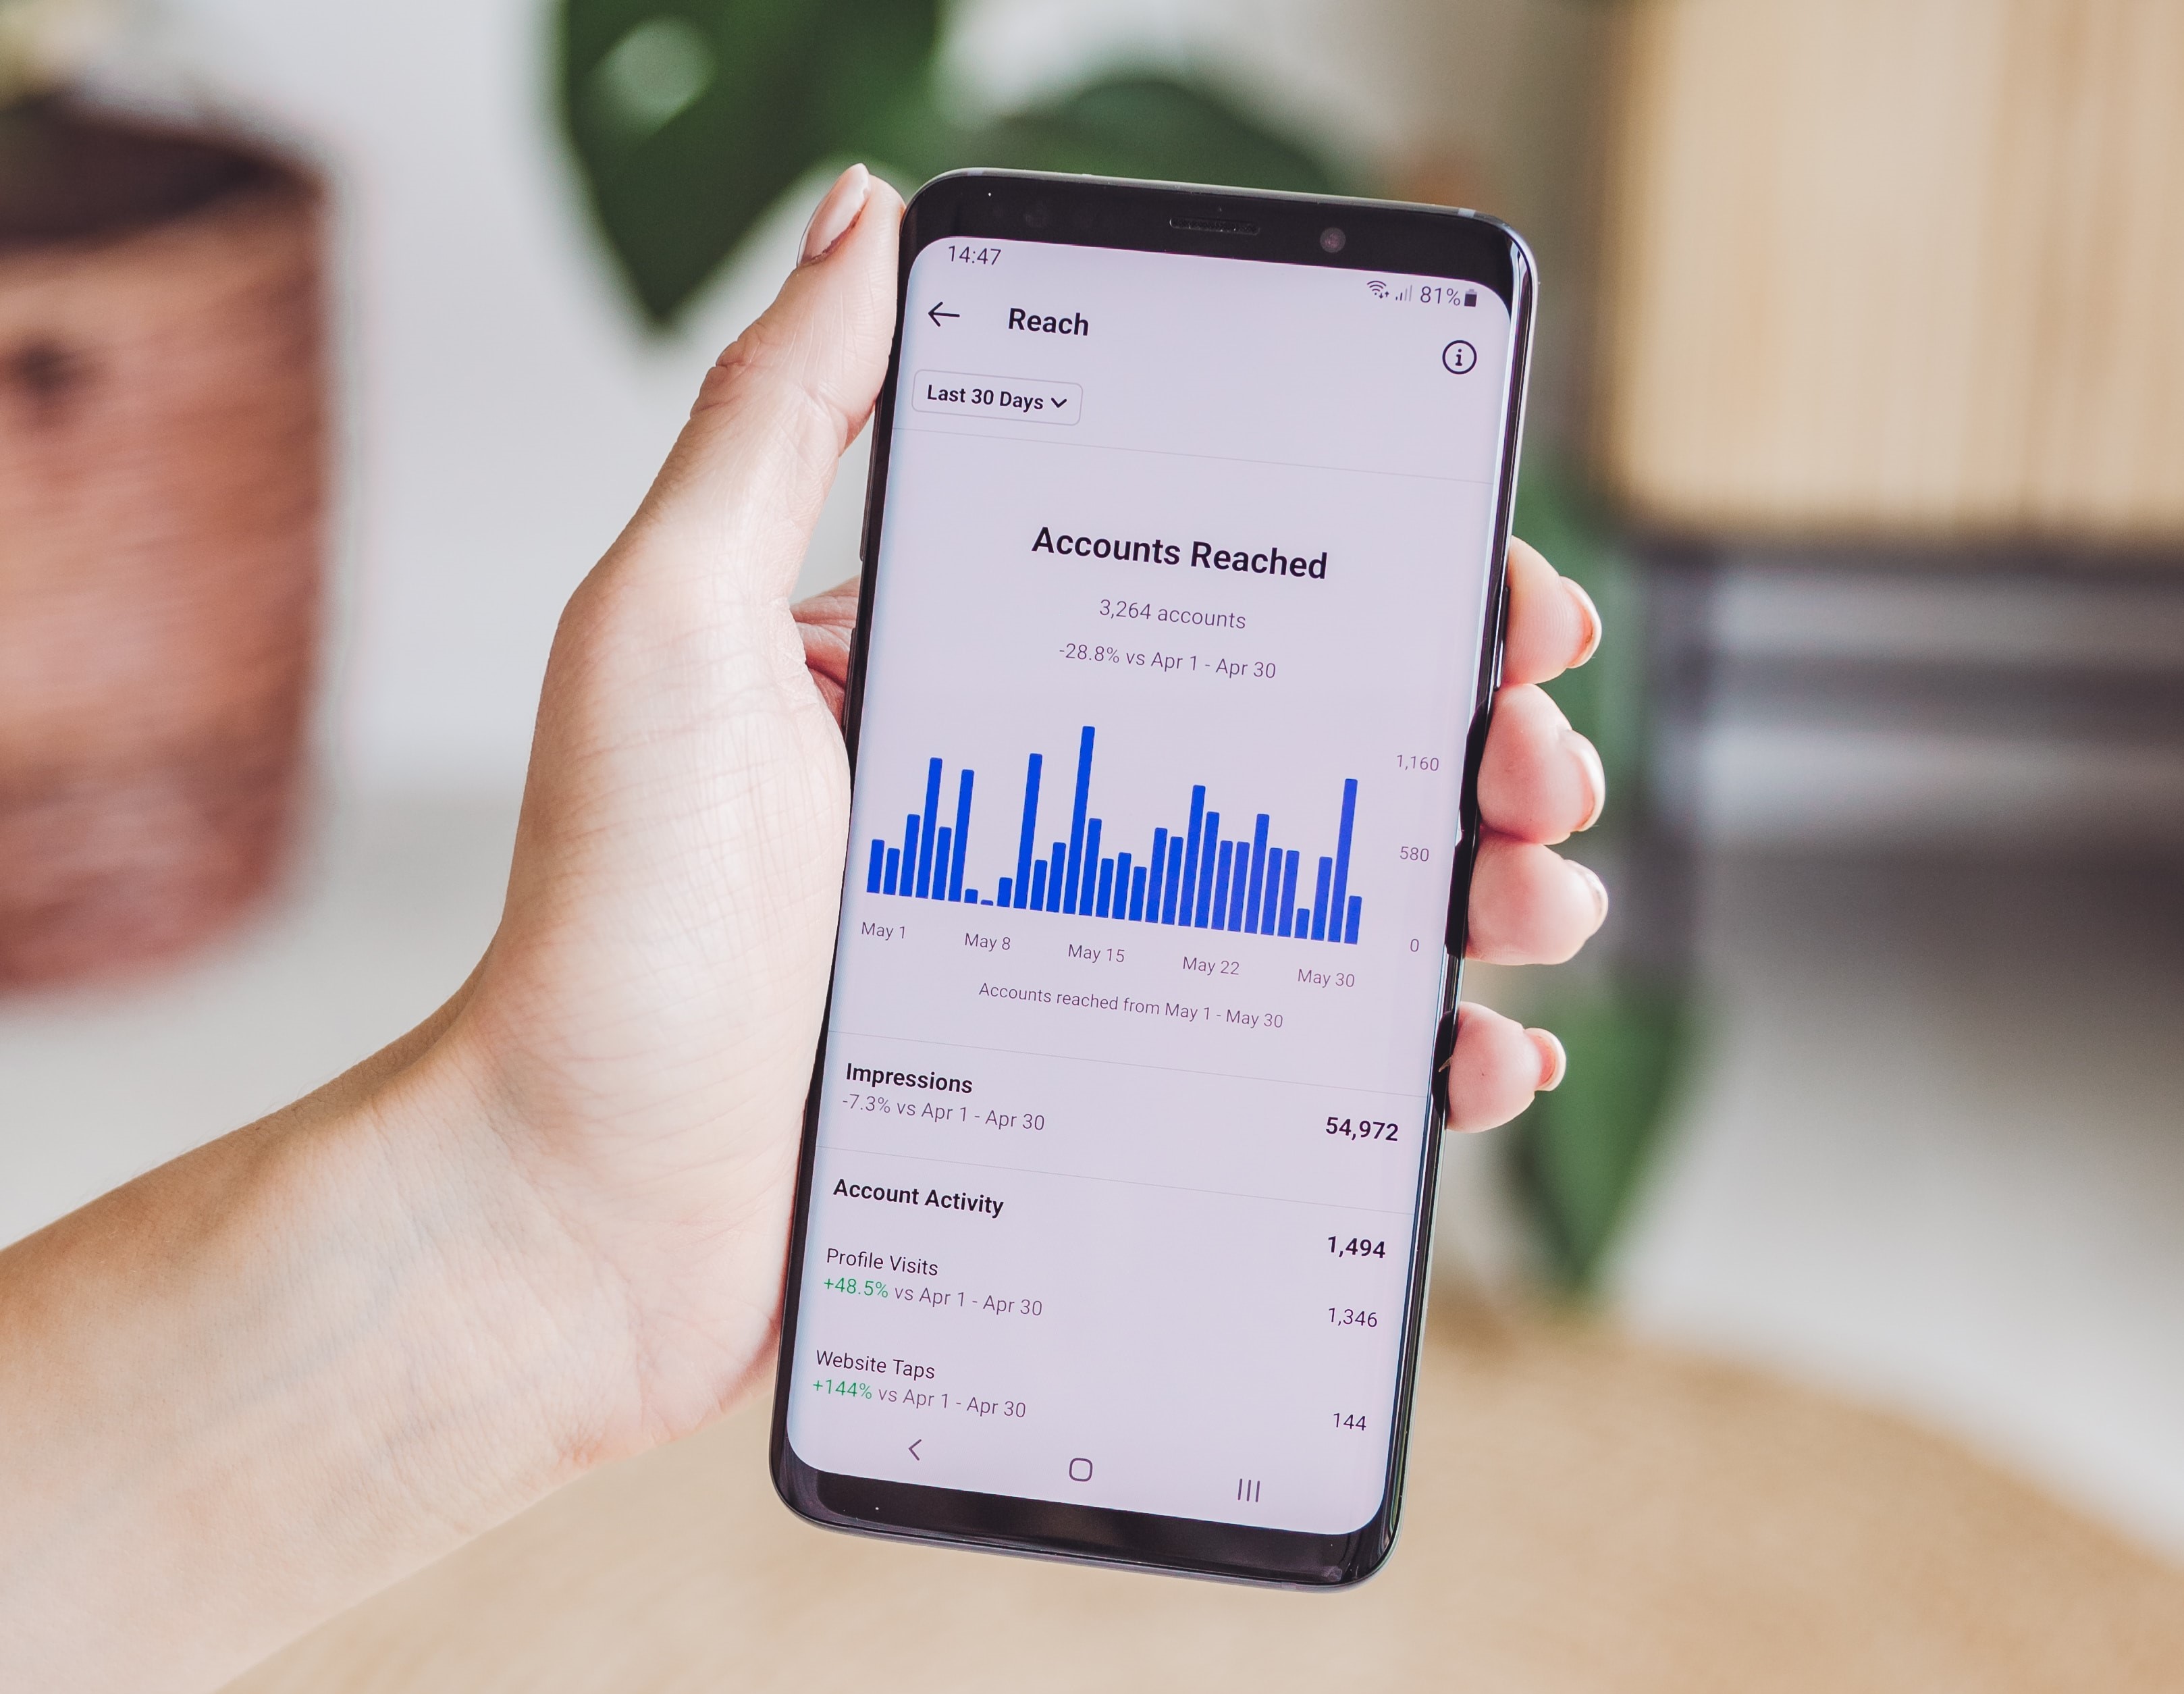 14:47
81%
Reach
Last 30 Days
Accounts Reached
3,264 accounts
-28.8% vs Apr 1 - Apr 30
1,160
580
0
May 1 May 8 May 15 May 22 May 30
Accounts reached from May 1 - May 30
Impressions
-7.3% vs Apr 1 - Apr 30
54,972
Account Activity
1,494
Profile Visits
+48.5% vs Apr 1 - Apr 30
1,346
Website Taps
+144% vs Apr 1 - Apr 30
144